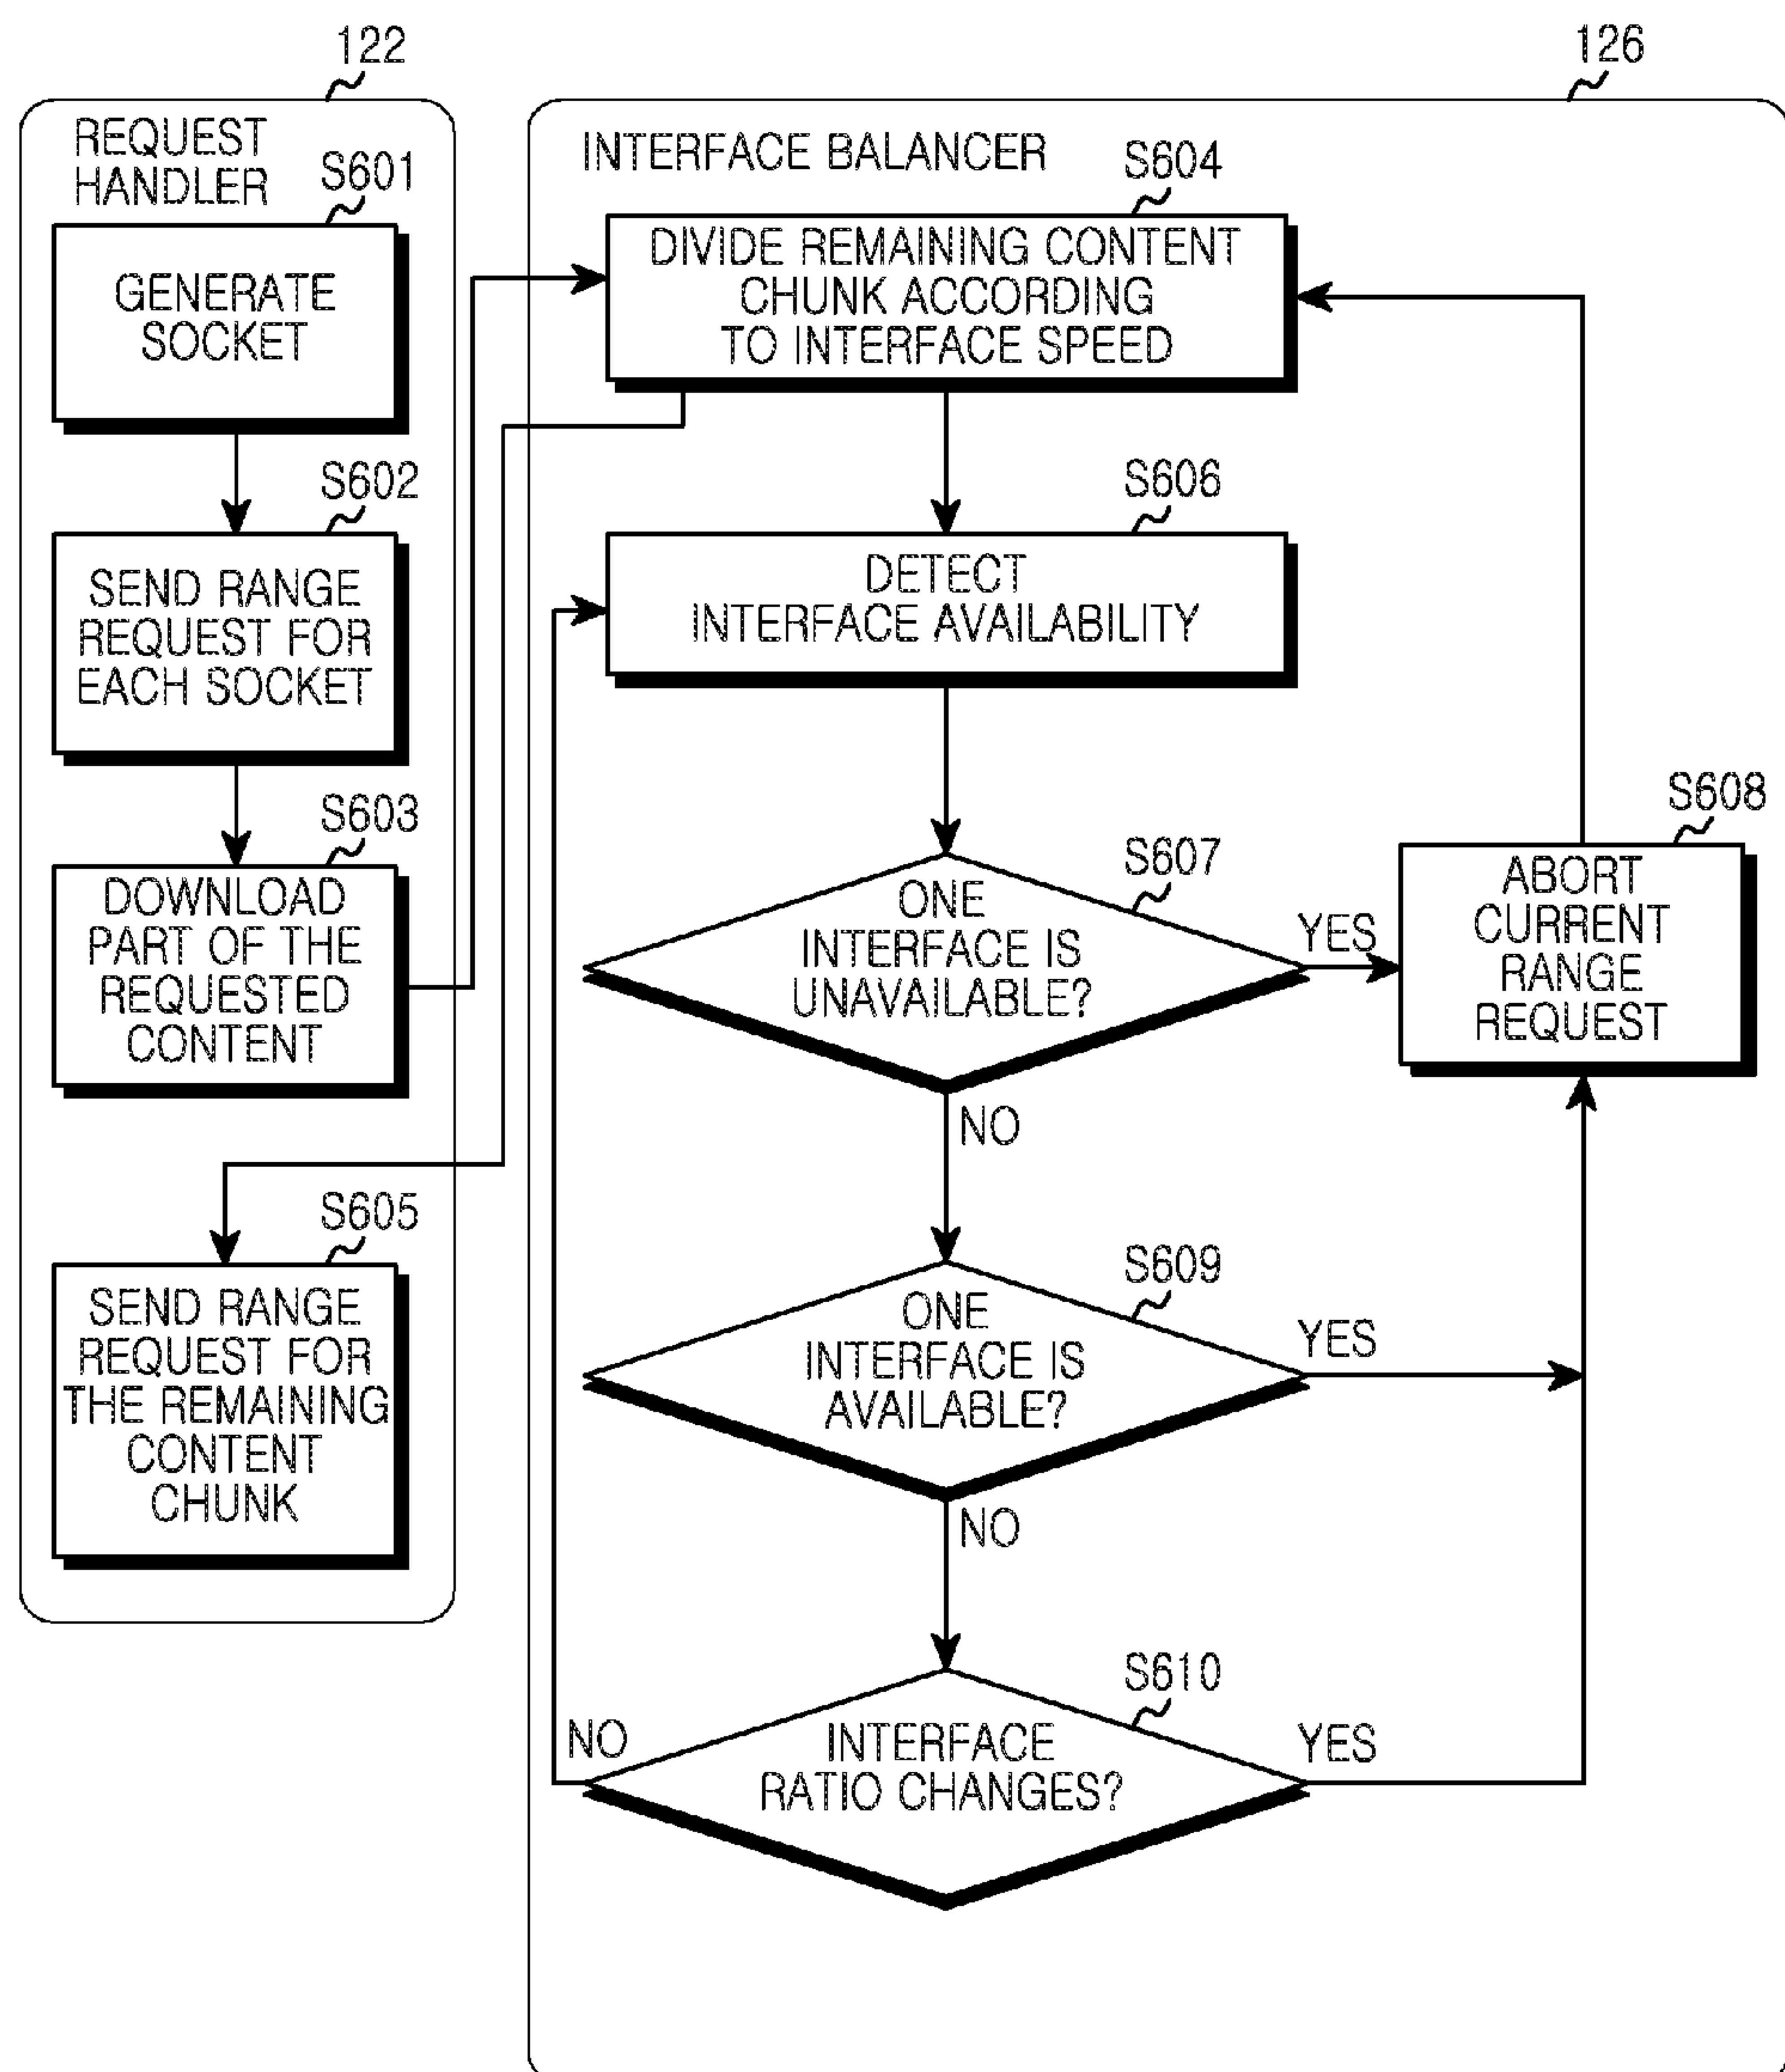 122
REQUEST
HANDLER
S601
GENERATE
SOCKET
S602
SEND RANGE
REQUEST FOR
EACH SOCKET
S603
DOWNLOAD
PART OF THE
REQUESTED
CONTENT
S605
SEND RANGE
REQUEST FOR
THE REMAINING
CONTENT
CHUNK
126
INTERFACE BALANCER
S604
DIVIDE REMAINING CONTENT
CHUNK ACCORDING
TO INTERFACE SPEED
S606
DETECT
INTERFACE AVAILABILITY
S607
ONE
INTERFACE IS
UNAVAILABLE?
YES
NO
S608
ABORT
CURRENT
RANGE
REQUEST
S609
ONE
INTERFACE IS
AVAILABLE?
YES
NO
S610
INTERFACE
RATIO CHANGES?
NO
YES